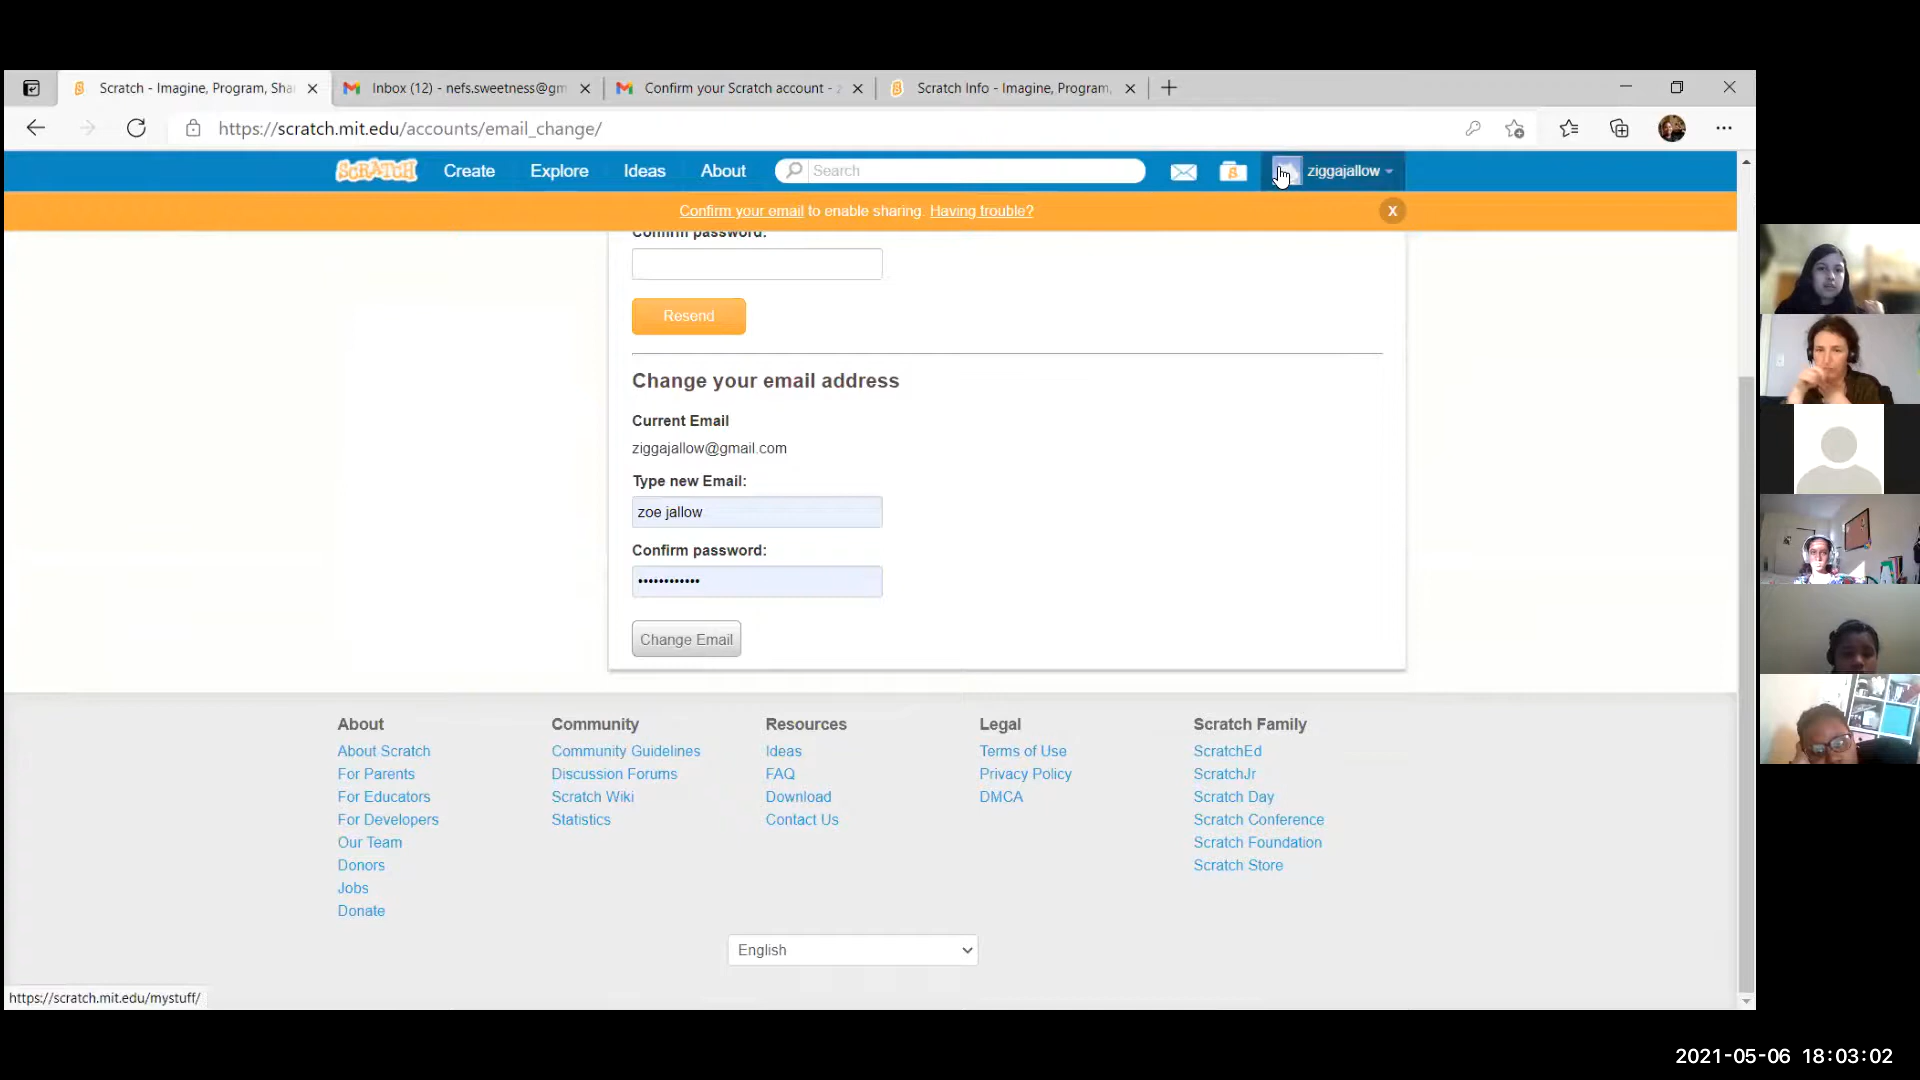 Scratch - Imagine, Program, Sha
Inbox (12) - nefs.sweetness@gm
Confirm your Scratch account - z
Scratch Info - Imagine, Program,
https://scratch.mit.edu/accounts/email_change/
SCRATCH
Create
Explore
Ideas
About
Search
ziggajallow
Confirm your email to enable sharing. Having trouble?
X
Confirm password:
Resend
Change your email address
Current Email
ziggajallow@gmail.com
Type new Email:
zoe jallow
Confirm password:
••••••••••••
Change Email
About
About Scratch
For Parents
For Educators
For Developers
Our Team
Donors
Jobs
Donate
Community
Community Guidelines
Discussion Forums
Scratch Wiki
Statistics
Resources
Ideas
FAQ
Download
Contact Us
Legal
Terms of Use
Privacy Policy
DMCA
Scratch Family
ScratchEd
ScratchJr
Scratch Day
Scratch Conference
Scratch Foundation
Scratch Store
English
https://scratch.mit.edu/mystuff/
2021-05-06 18:03:02